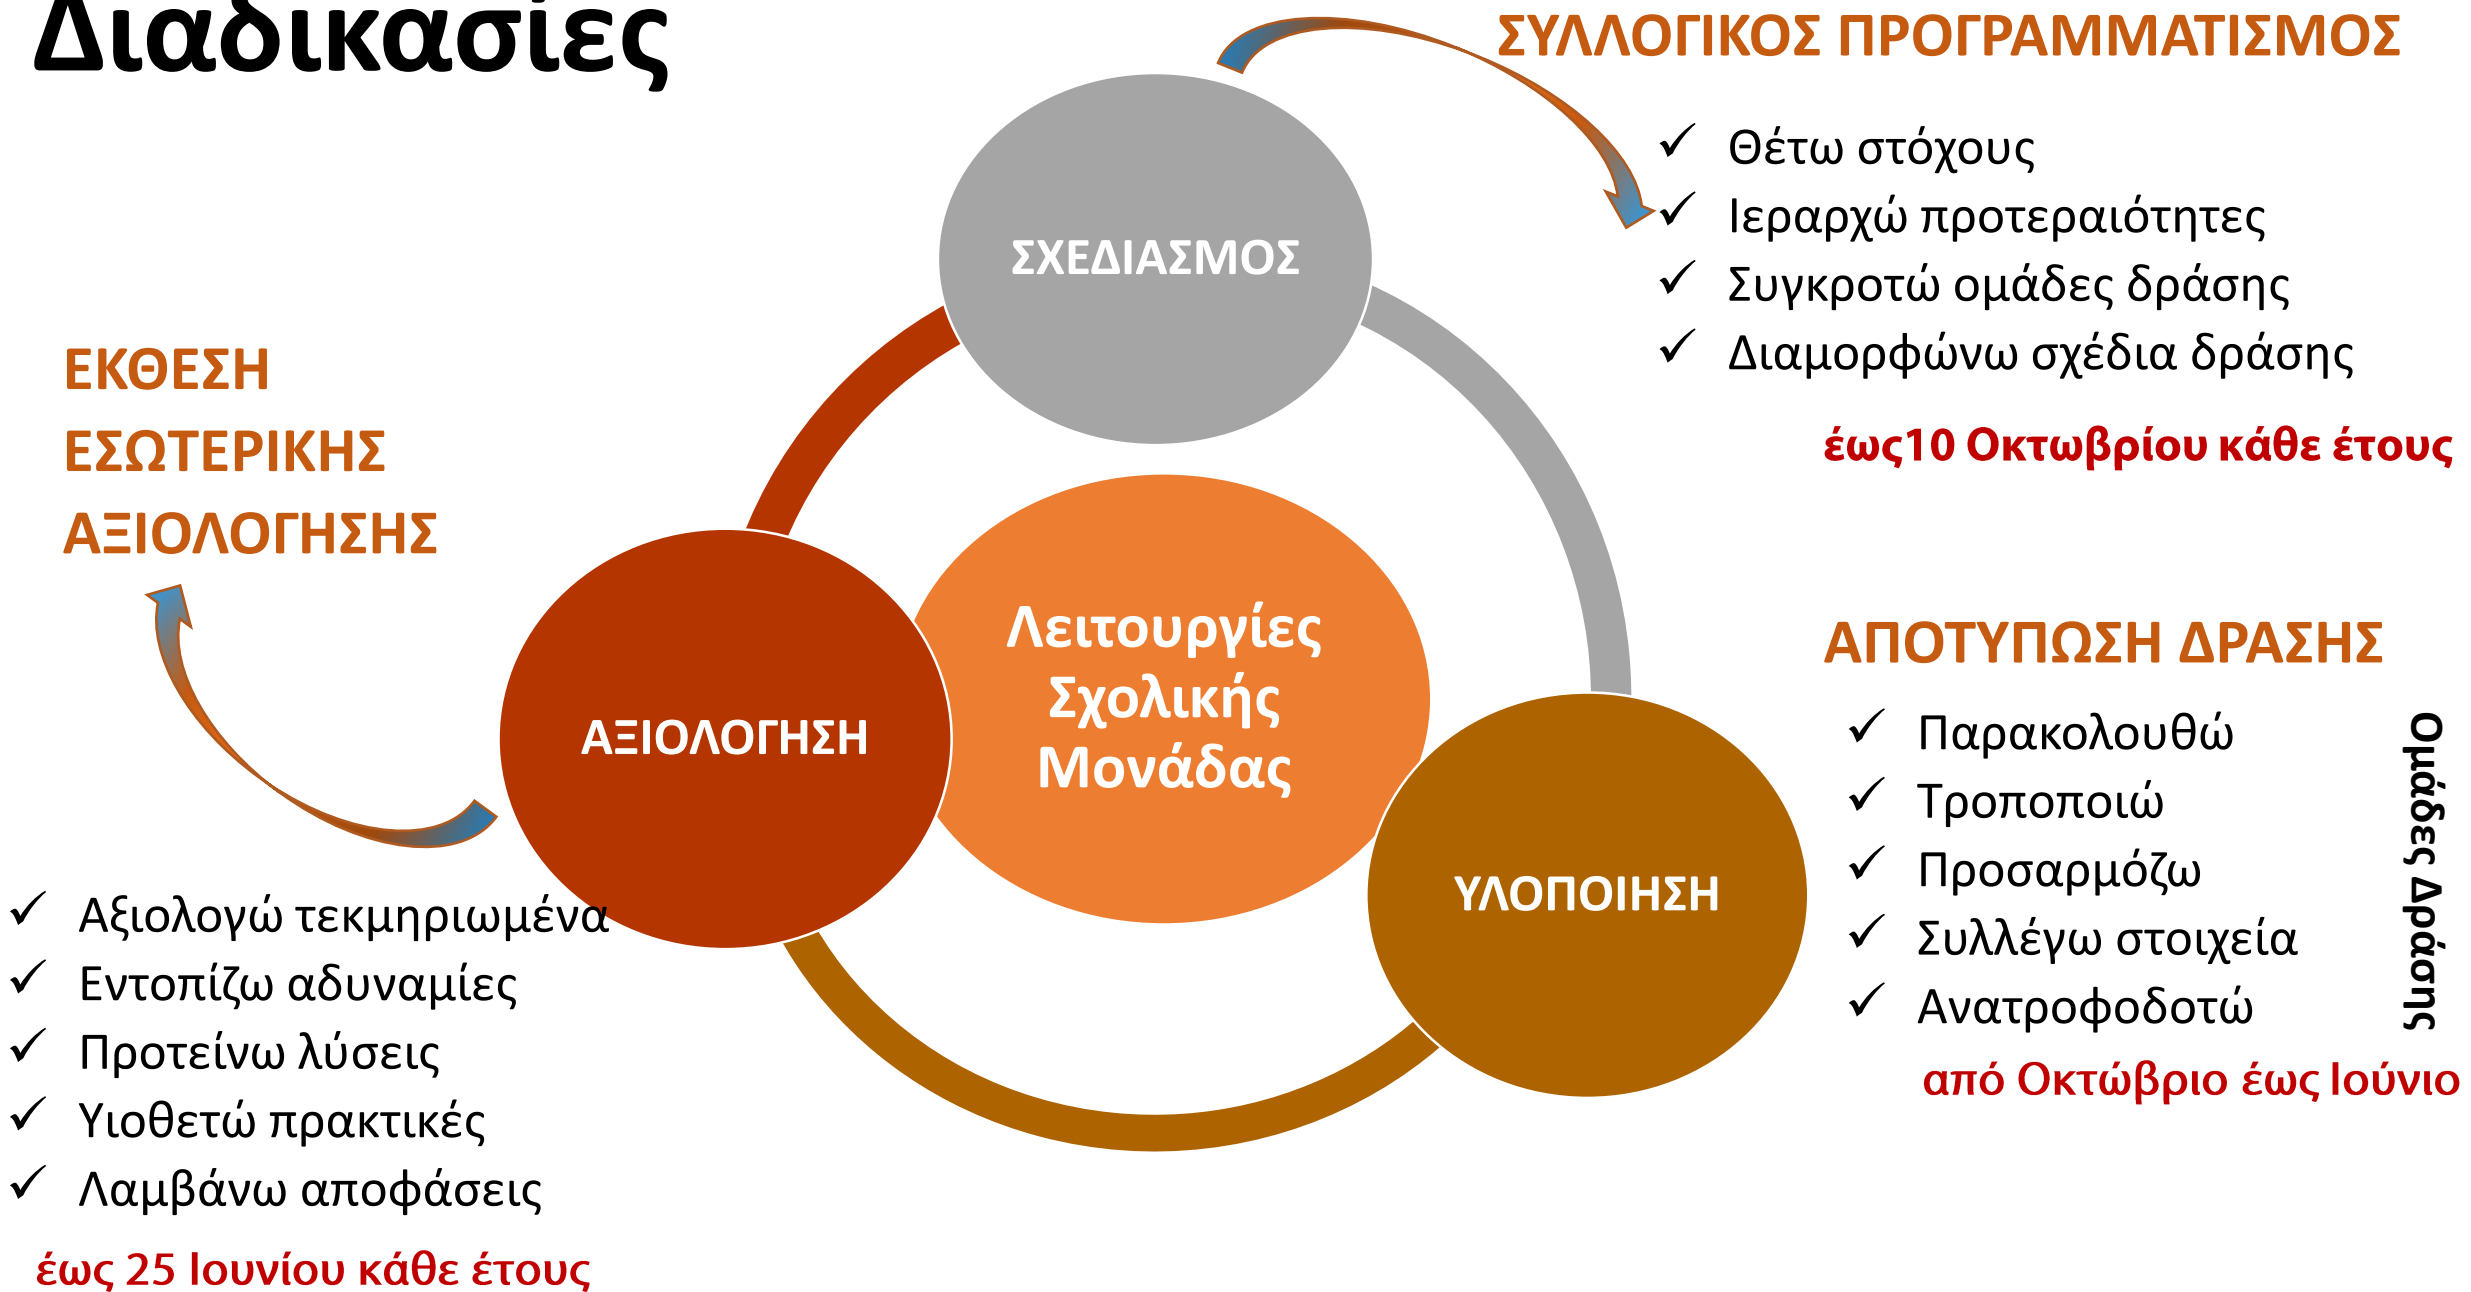 Διαδικασίες
ΣΥΛΛΟΓΙΚΟΣ ΠΡΟΓΡΑΜΜΑΤΙΣΜΟΣ
✓ Θέτω στόχους
✓ Ιεραρχώ προτεραιότητες
✓ Συγκροτώ ομάδες δράσης
✓ Διαμορφώνω σχέδια δράσης
έως10 Οκτωβρίου κάθε έτους
ΣΧΕΔΙΑΣΜΟΣ
ΕΚΘΕΣΗ
ΕΣΩΤΕΡΙΚΗΣ
ΑΞΙΟΛΟΓΗΣΗΣ
Λειτουργίες
Σχολικής
Μονάδας
ΑΞΙΟΛΟΓΗΣΗ
ΥΛΟΠΟΙΗΣΗ
ΑΠΟΤΥΠΩΣΗ ΔΡΑΣΗΣ
✓ Παρακολουθώ
✓ Τροποποιώ
✓ Προσαρμόζω
✓ Συλλέγω στοιχεία
✓ Ανατροφοδοτώ
Ομάδες Δράσης
από Οκτώβριο έως Ιούνιο
✓ Αξιολογώ τεκμηριωμένα
✓ Εντοπίζω αδυναμίες
✓ Προτείνω λύσεις
✓ Υιοθετώ πρακτικές
✓ Λαμβάνω αποφάσεις
έως 25 Ιουνίου κάθε έτους